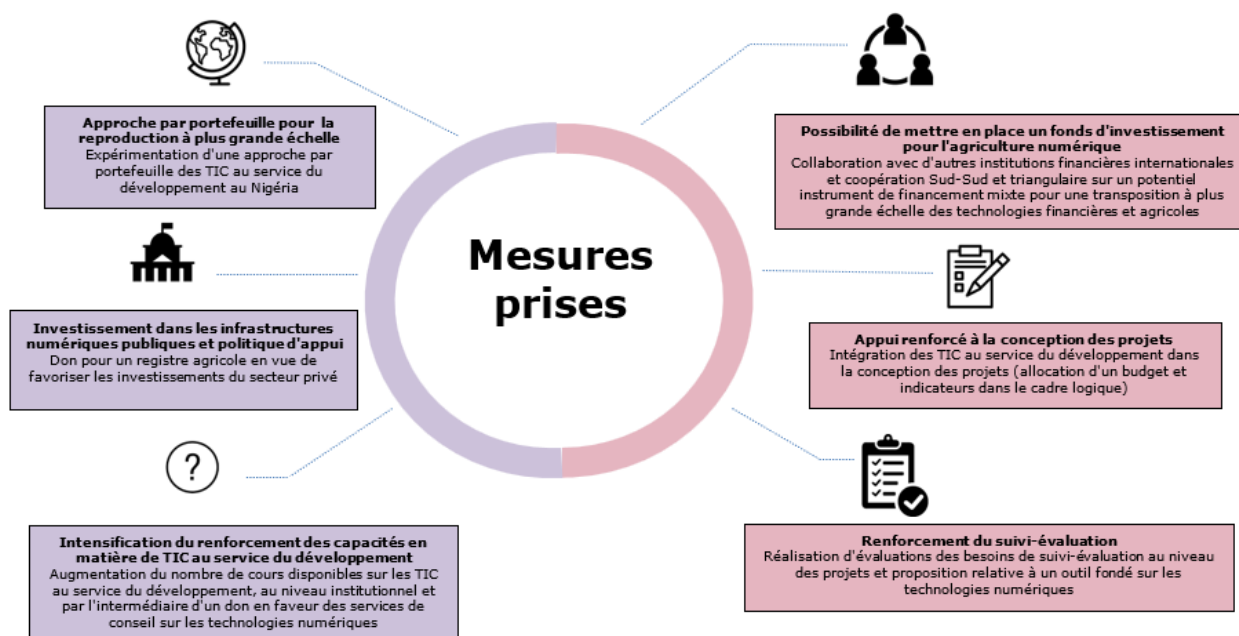 Approche par portefeuille pour la
reproduction à plus grande échelle
Expérimentation d'une approche par
portefeuille des TIC au service du
développement au Nigéria
Investissement dans les infrastructures
numériques publiques et politique d'appui
Don pour un registre agricole en vue de
favoriser les investissements du secteur privé
?
Intensification du renforcement des capacités en
matière de TIC au service du développement
Augmentation du nombre de cours disponibles sur les TIC
au service du développement, au niveau institutionnel et
par l'intermédiaire d'un don en faveur des services de
conseil sur les technologies numériques
Mesures
prises
Possibilité de mettre en place un fonds d'investissement
pour l'agriculture numérique
Collaboration avec d'autres institutions financières internationales
et coopération Sud-Sud et triangulaire sur un potentiel
instrument de financement mixte pour une transposition à plus
grande échelle des technologies financières et agricoles
Appui renforcé à la conception des projets
Intégration des TIC au service du développement dans
la conception des projets (allocation d'un budget et
indicateurs dans le cadre logique)
Renforcement du suivi-évaluation
Réalisation d'évaluations des besoins de suivi-évaluation au niveau
des projets et proposition relative à un outil fondé sur les
technologies numériques